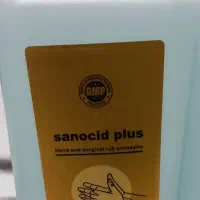 GMP
sanocid plus
Hand and surgical rub antiseptic